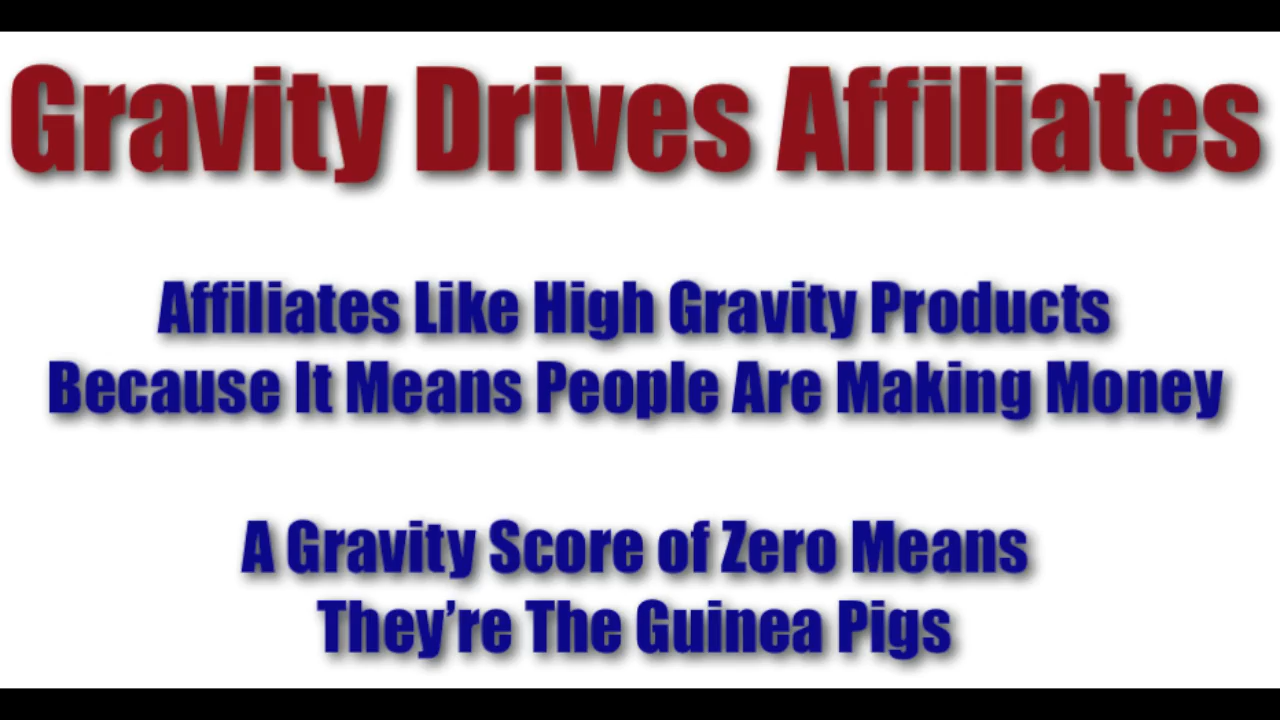 Gravity Drives Affiliates
Affiliates Like High Gravity Products
Because It Means People Are Making Money
A Gravity Score of Zero Means
They’re The Guinea Pigs